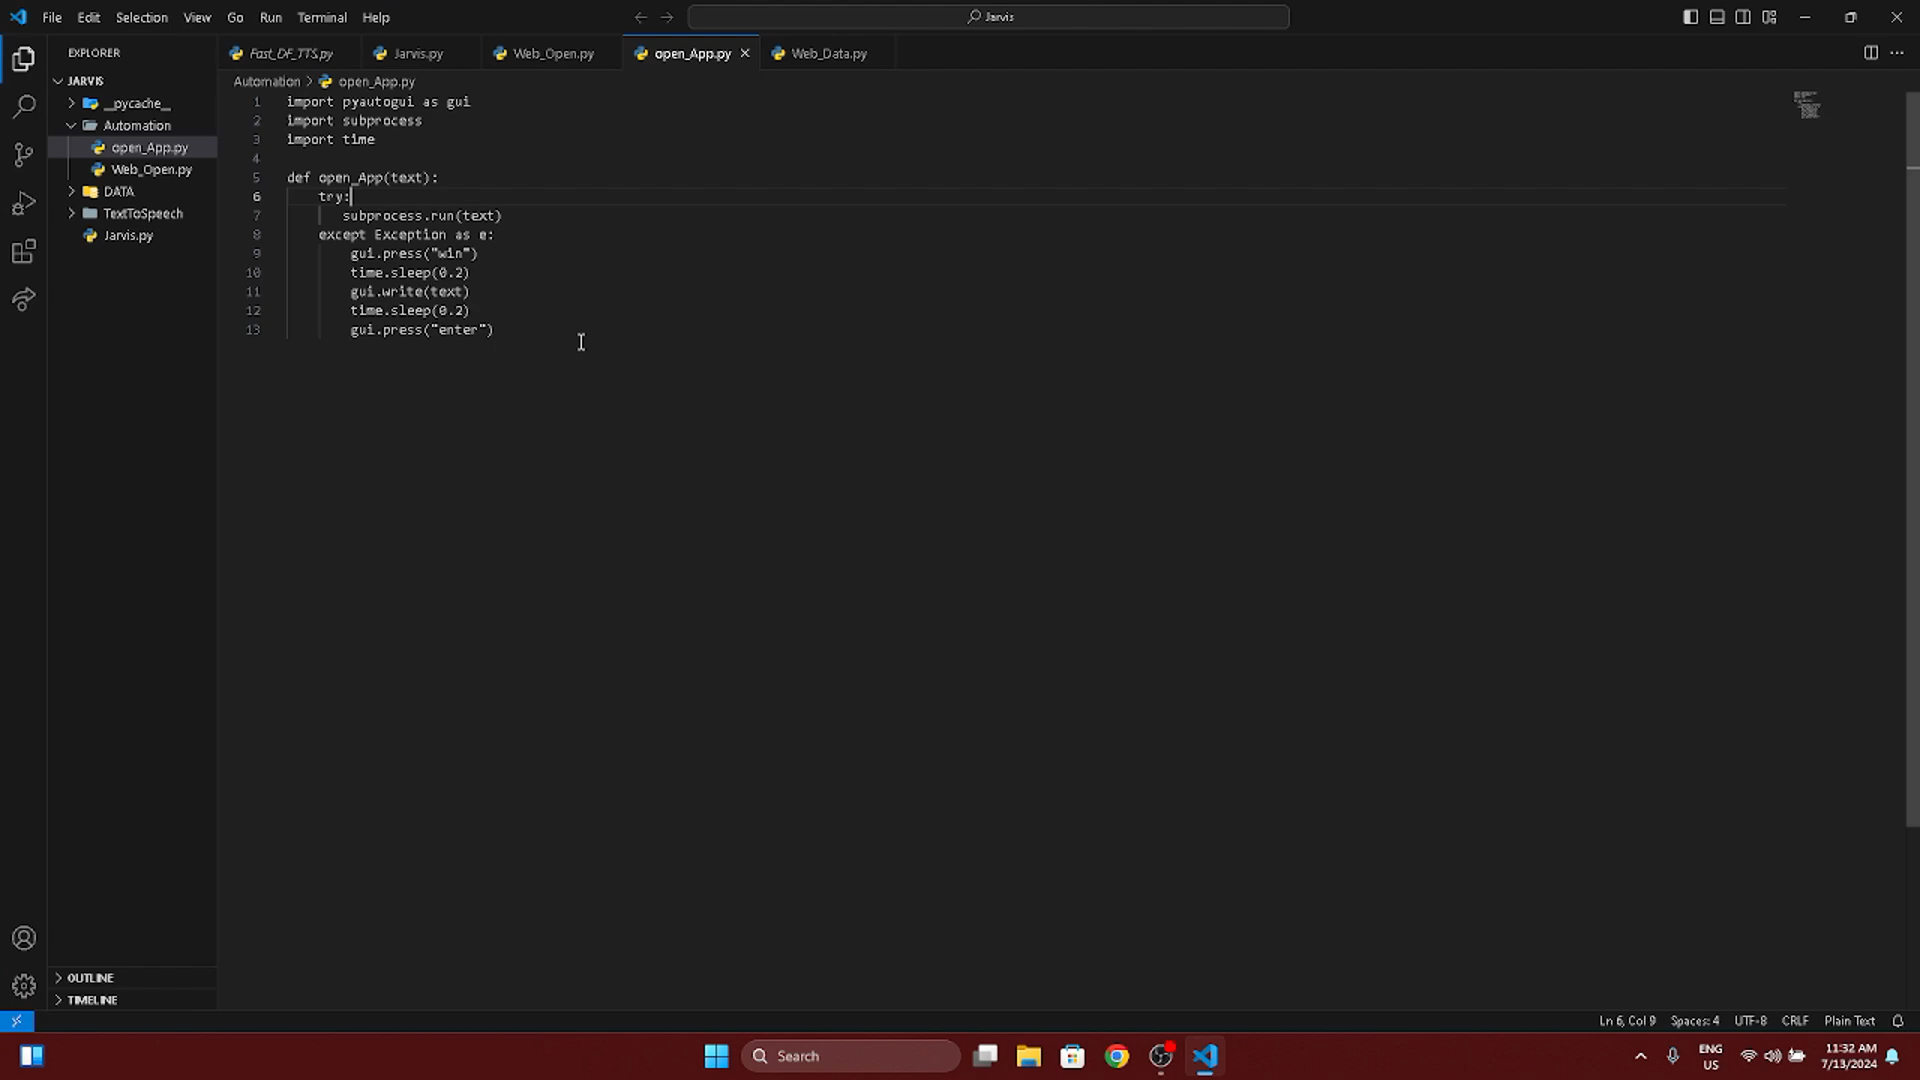 File Edit Selection View Go Run Terminal Help
Jarvis
EXPLORER
JARVIS
__pycache__
Automation
open_App.py
Web_Open.py
DATA
TextToSpeech
Jarvis.py
OUTLINE
TIMELINE
Fast_DF_TTS.py Jarvis.py Web_Open.py open_App.py Web_Data.py
Automation > open_App.py
1 import pyautogui as gui
2 import subprocess
3 import time
4
5 def open_App(text):
6     try:
7        subprocess.run(text)
8     except Exception as e:
9         gui.press("win")
10         time.sleep(0.2)
11         gui.write(text)
12         time.sleep(0.2)
13         gui.press("enter")
Ln 6, Col 9 Spaces: 4 UTF-8 CRLF Plain Text
Search
ENG
US
11:32 AM
7/13/2024